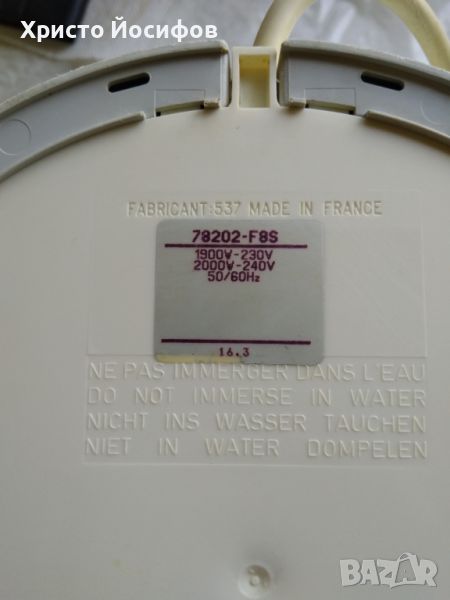 Христо Йосифов
FABRICANT:537 MADE IN FRANCE
78202-F8S
1900W-230V
2000W-240V
50/60Hz
16.3
NE PAS IMMERGER DANS L'EAU
DO NOT IMMERSE IN WATER
NICHT INS WASSER TAUCHEN
NIET IN WATER DOMPELEN
BAZAR